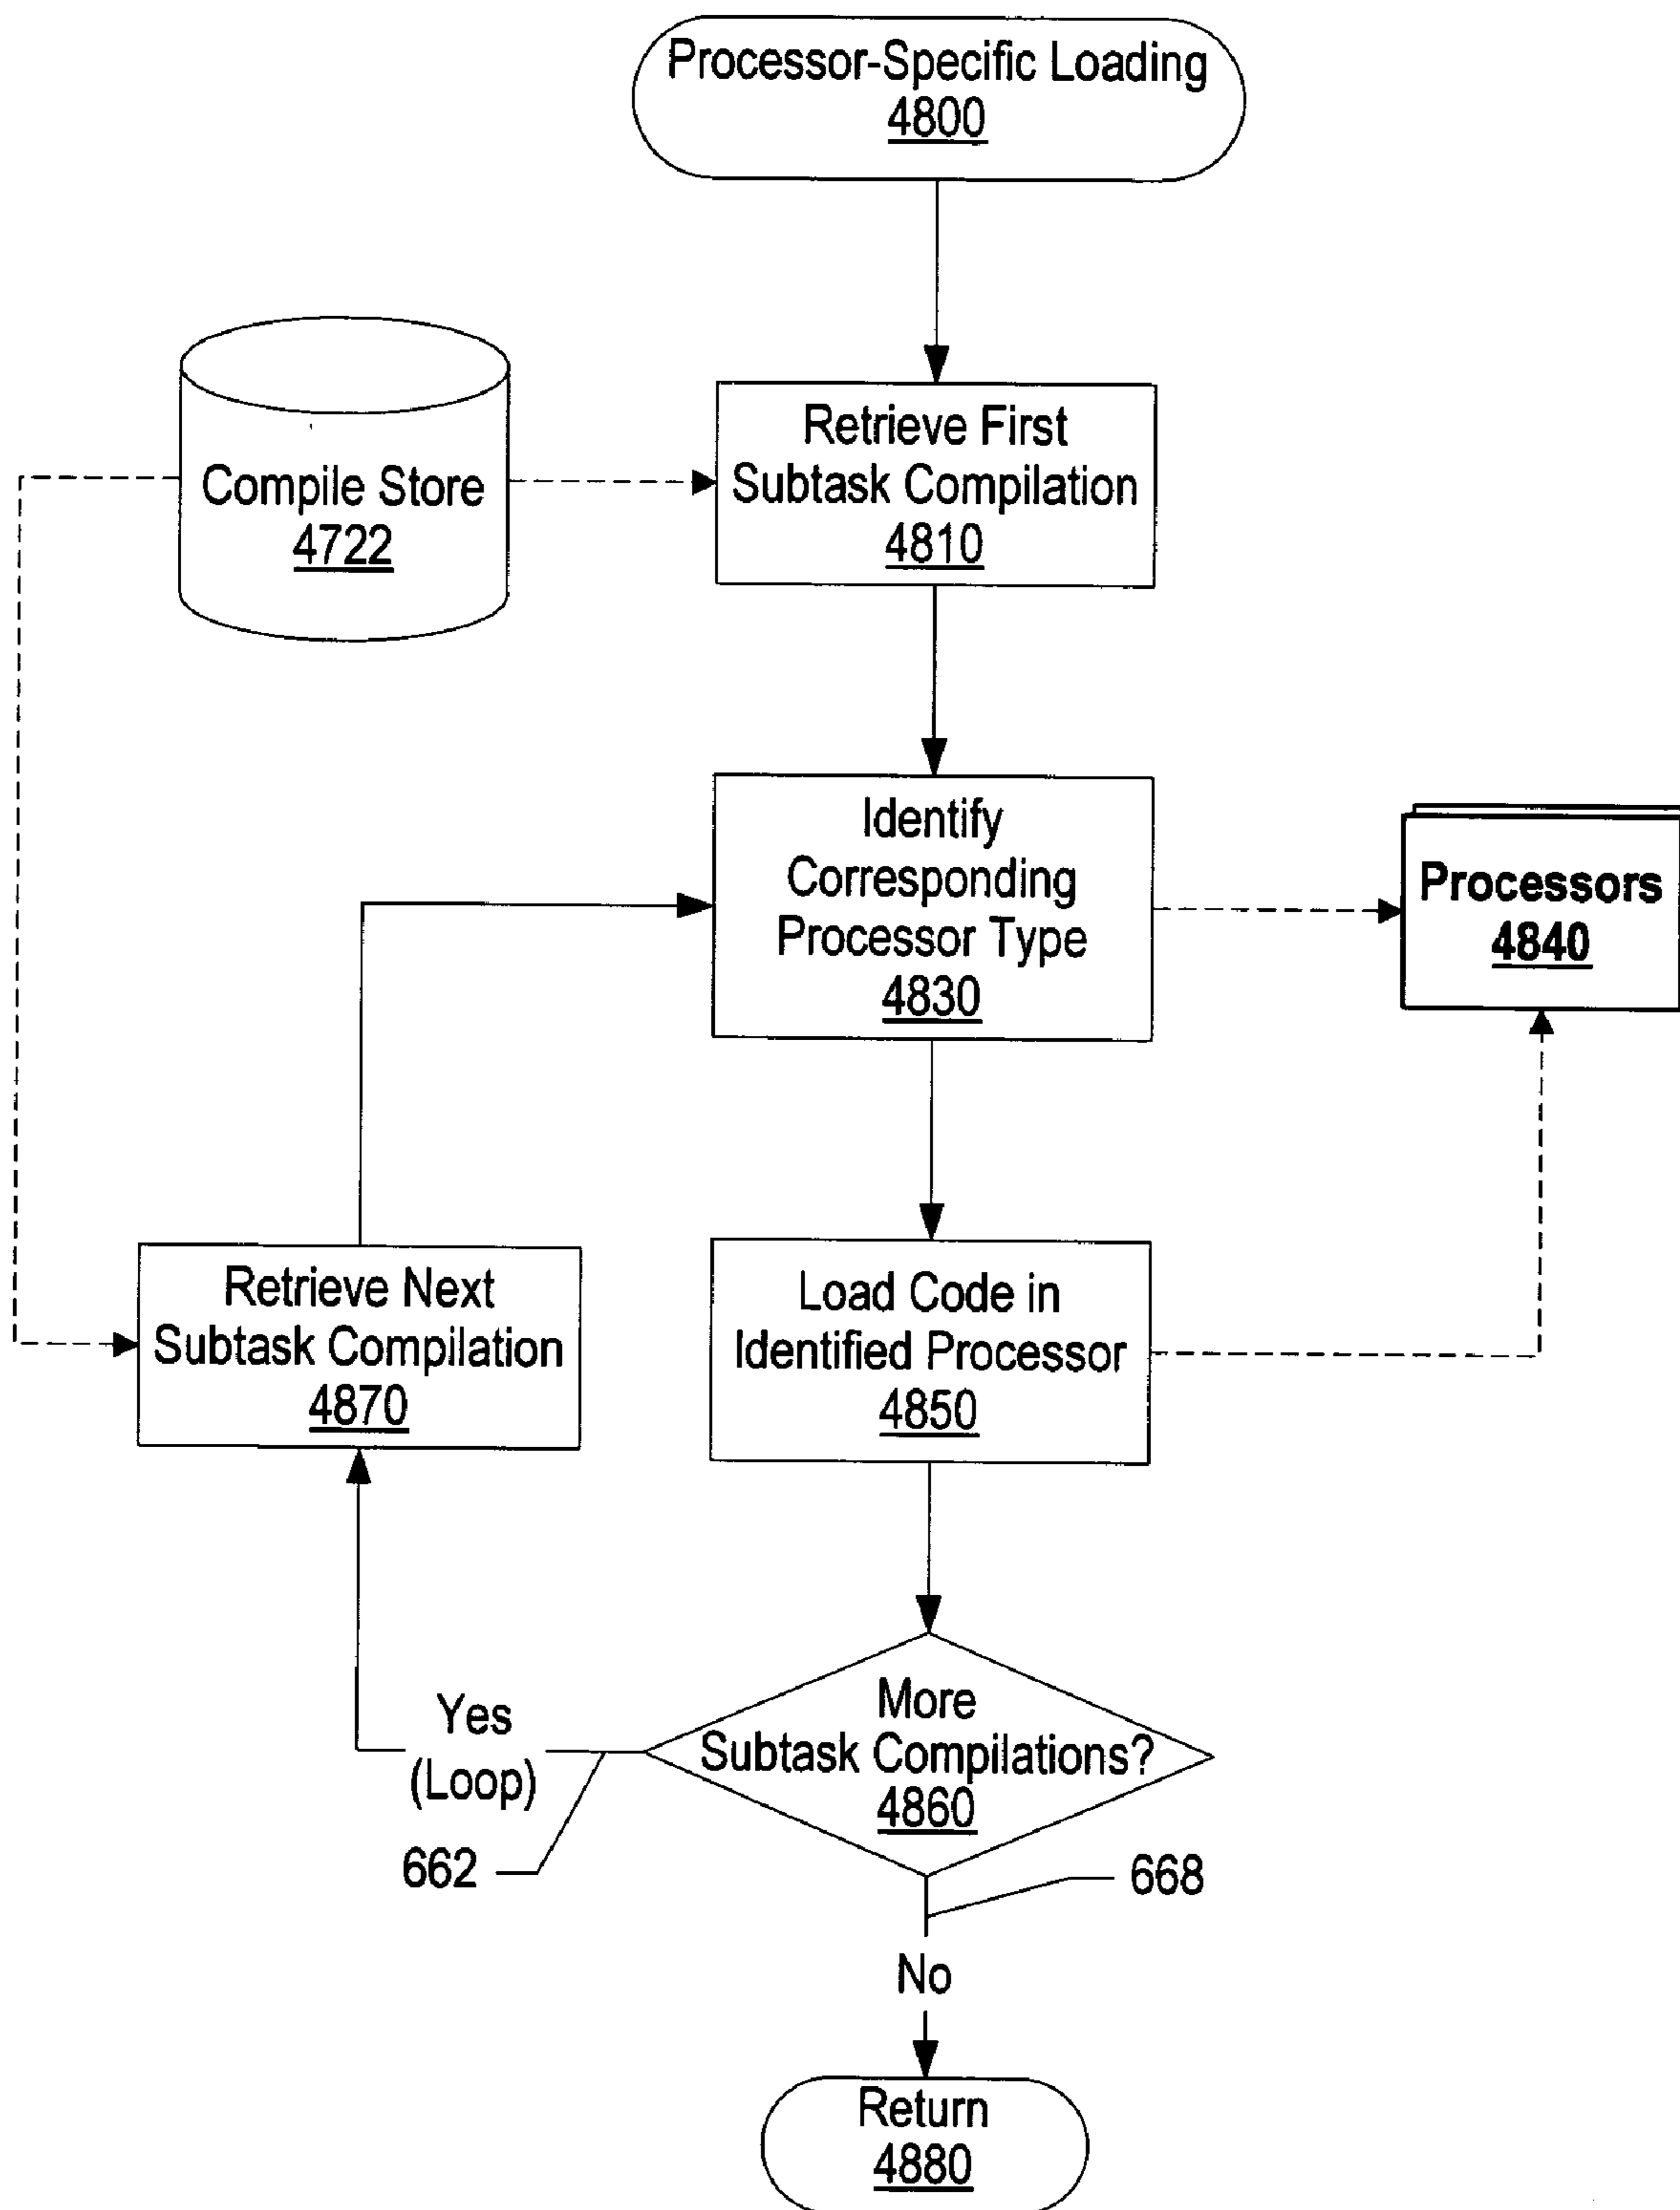 Processor-Specific Loading
4800
Compile Store
4722
Retrieve First
Subtask Compilation
4810
Identify
Corresponding
Processor Type
4830
Processors
4840
Retrieve Next
Subtask Compilation
4870
Load Code in
Identified Processor
4850
More
Subtask Compilations?
4860
Yes
(Loop)
662
668
No
Return
4880